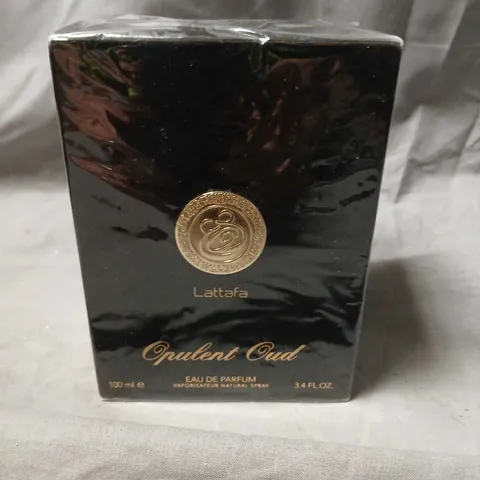 Lattafa
Opulent Oud
EAU DE PARFUM
100 ml e VAPORISATEUR NATURAL SPRAY 3.4 FL.OZ.